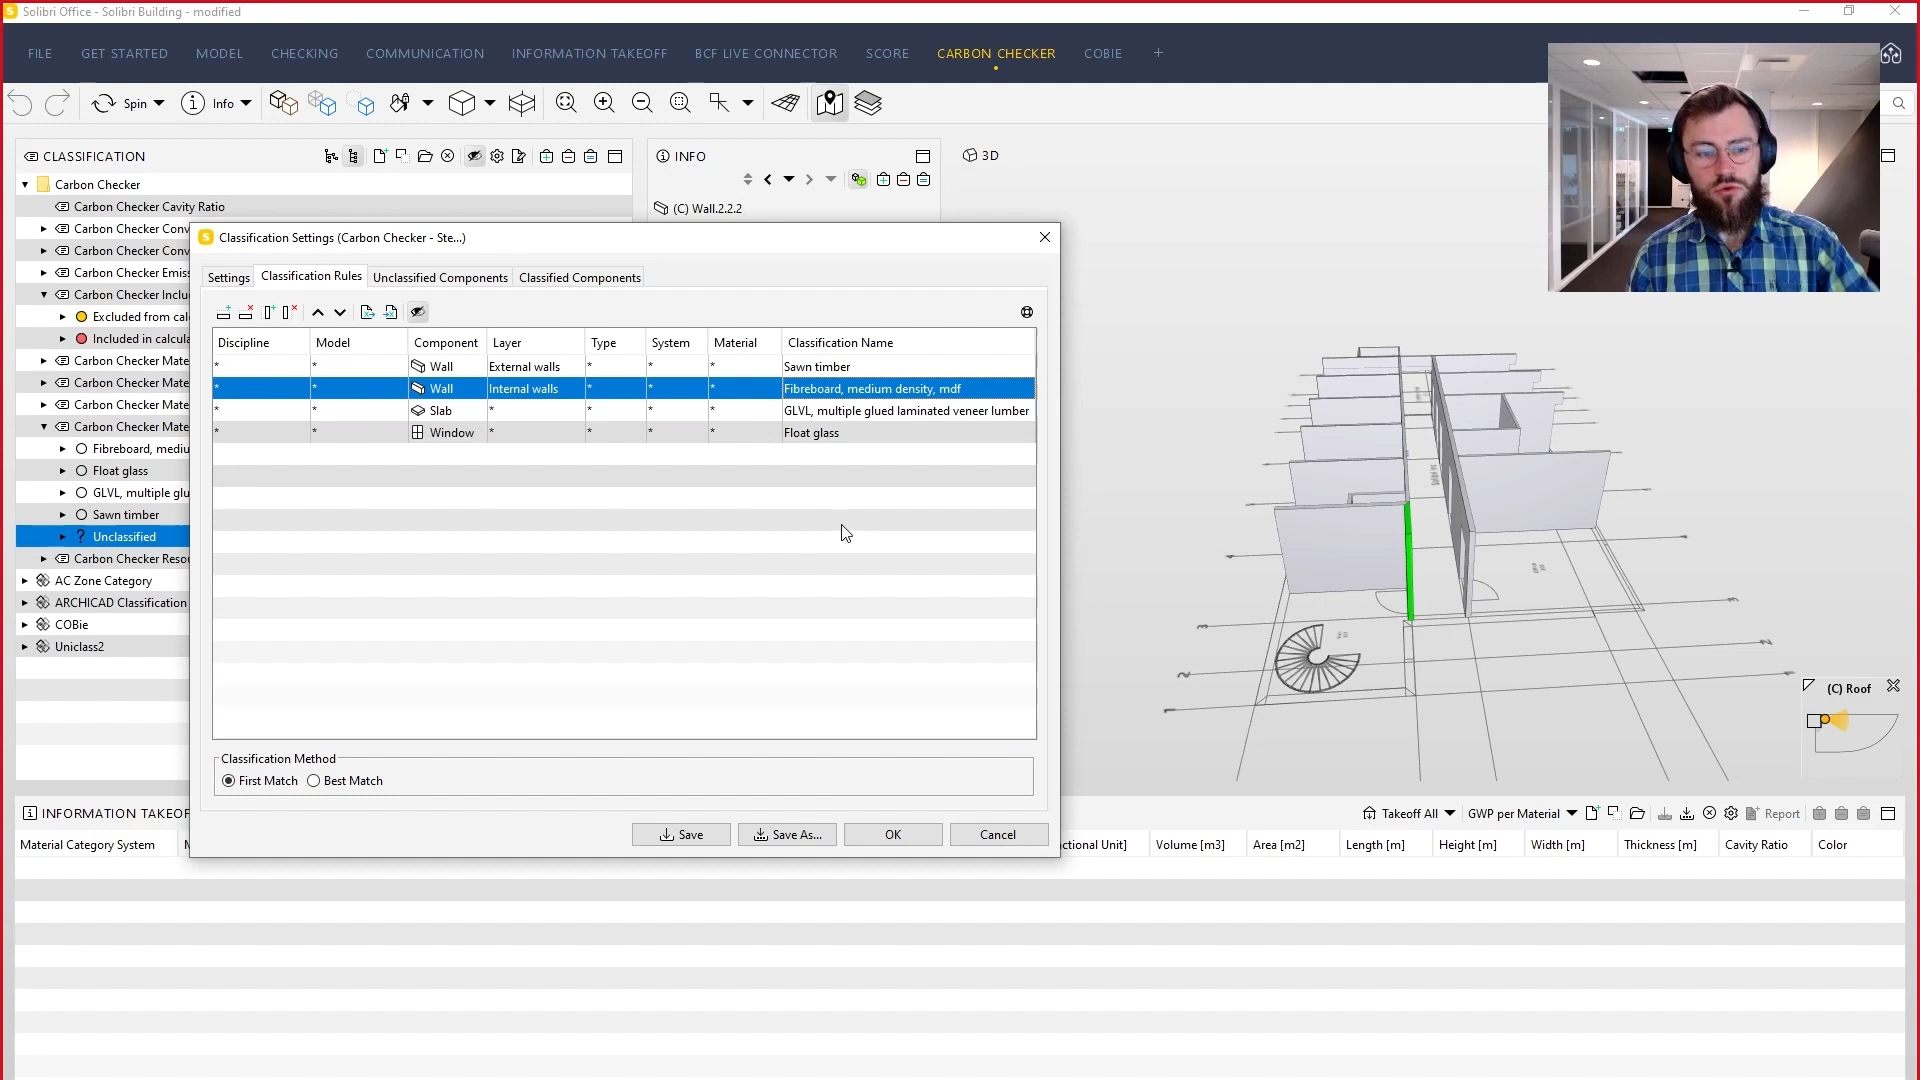 Solibri Office - Solibri Building - modified
FILE GET STARTED MODEL CHECKING COMMUNICATION INFORMATION TAKEOFF BCF LIVE CONNECTOR SCORE CARBON CHECKER COBIE +
Spin Info
CLASSIFICATION
Carbon Checker
Carbon Checker Cavity Ratio
Carbon Checker Conv
Carbon Checker Conv
Carbon Checker Emiss
Carbon Checker Inclu
Excluded from cal
Included in calcula
Carbon Checker Mate
Carbon Checker Mate
Carbon Checker Mate
Carbon Checker Mate
Fibreboard, mediu
Float glass
GLVL, multiple glu
Sawn timber
? Unclassified
Carbon Checker Reso
AC Zone Category
ARCHICAD Classification
COBie
Uniclass2
INFO
(C) Wall.2.2.2
3D
Classification Settings (Carbon Checker - Ste...)
Settings Classification Rules Unclassified Components Classified Components
Discipline Model Component Layer Type System Material Classification Name
* * Wall External walls * * * Sawn timber
* * Wall Internal walls * * * Fibreboard, medium density, mdf
* * Slab * * * * GLVL, multiple glued laminated veneer lumber
* * Window * * * * Float glass
Classification Method
First Match Best Match
Save Save As... OK Cancel
(C) Roof
INFORMATION TAKEOF
Takeoff All GWP per Material Report
Material Category System M
nctional Unit] Volume [m3] Area [m2] Length [m] Height [m] Width [m] Thickness [m] Cavity Ratio Color